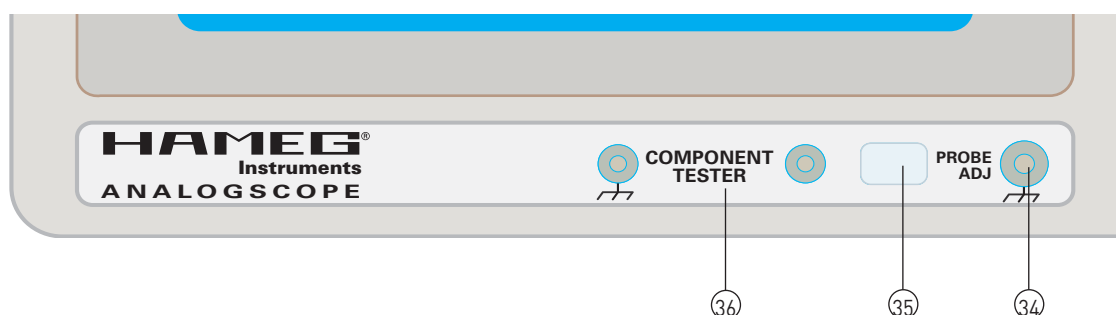 HAMEG®
Instruments
ANALOGSCOPE
COMPONENT
TESTER
PROBE
ADJ
36
35
34